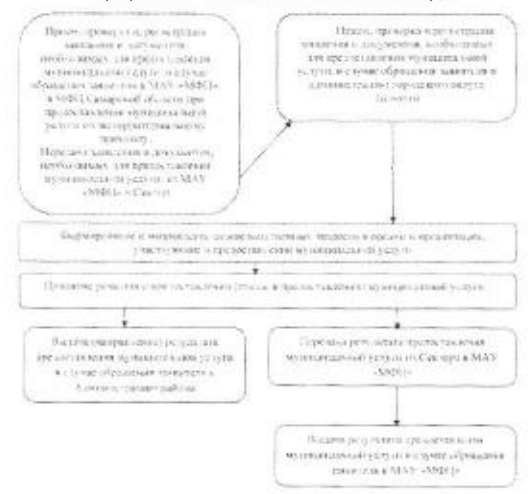 Прием, проверка, регистрация
заявления и документов,
необходимых для предоставления
муниципальной услуги в случае
обращения заявителя в МАУ «МФЦ»
в МФЦ Самарской области при
предоставлении муниципальной
услуги по экстерриториальному
принципу.
Передача заявления и документов,
необходимых для предоставления
муниципальной услуги, от МАУ
«МФЦ» в Сектор
Прием, проверка и регистрация
заявления и документов, необходимых
для предоставления муниципальной
услуги, в случае обращения заявителя в
городского округа
Формирование и направление межведомственных запросов в органы и организации,
участвующие в предоставлении муниципальной услуги
Принятие решения о предоставлении (отказе в предоставлении) муниципальной услуги
Выдача (направление) результата
предоставления муниципальной услуги
в случае обращения заявителя в
Передача результата предоставления
муниципальной услуги из Сектора в МАУ
«МФЦ»
Выдача результата предоставления
муниципальной услуги в случае обращения
заявителя в МАУ «МФЦ»